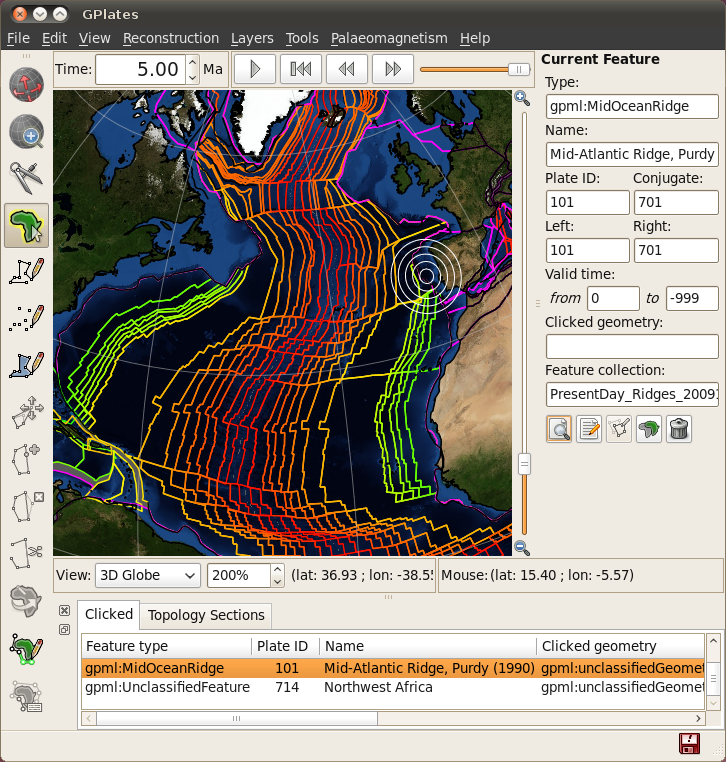 GPlates
File Edit View Reconstruction Layers Tools Palaeomagnetism Help
Time: 5.00 Ma
Current Feature
Type:
gpml:MidOceanRidge
Name:
Mid-Atlantic Ridge, Purdy
Plate ID: Conjugate:
101 701
Left: Right:
101 701
Valid time:
from 0 to -999
Clicked geometry:
Feature collection:
PresentDay_Ridges_2009
View: 3D Globe 200% (lat: 36.93 ; lon: -38.5 Mouse: (lat: 15.40 ; lon: -5.57)
Clicked Topology Sections
Feature type Plate ID Name Clicked geometry
gpml:MidOceanRidge 101 Mid-Atlantic Ridge, Purdy (1990) gpml:unclassifiedGeomet
gpml:UnclassifiedFeature 714 Northwest Africa gpml:unclassifiedGeomet